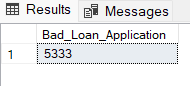 Results Messages
Bad_Loan_Application
1 5333